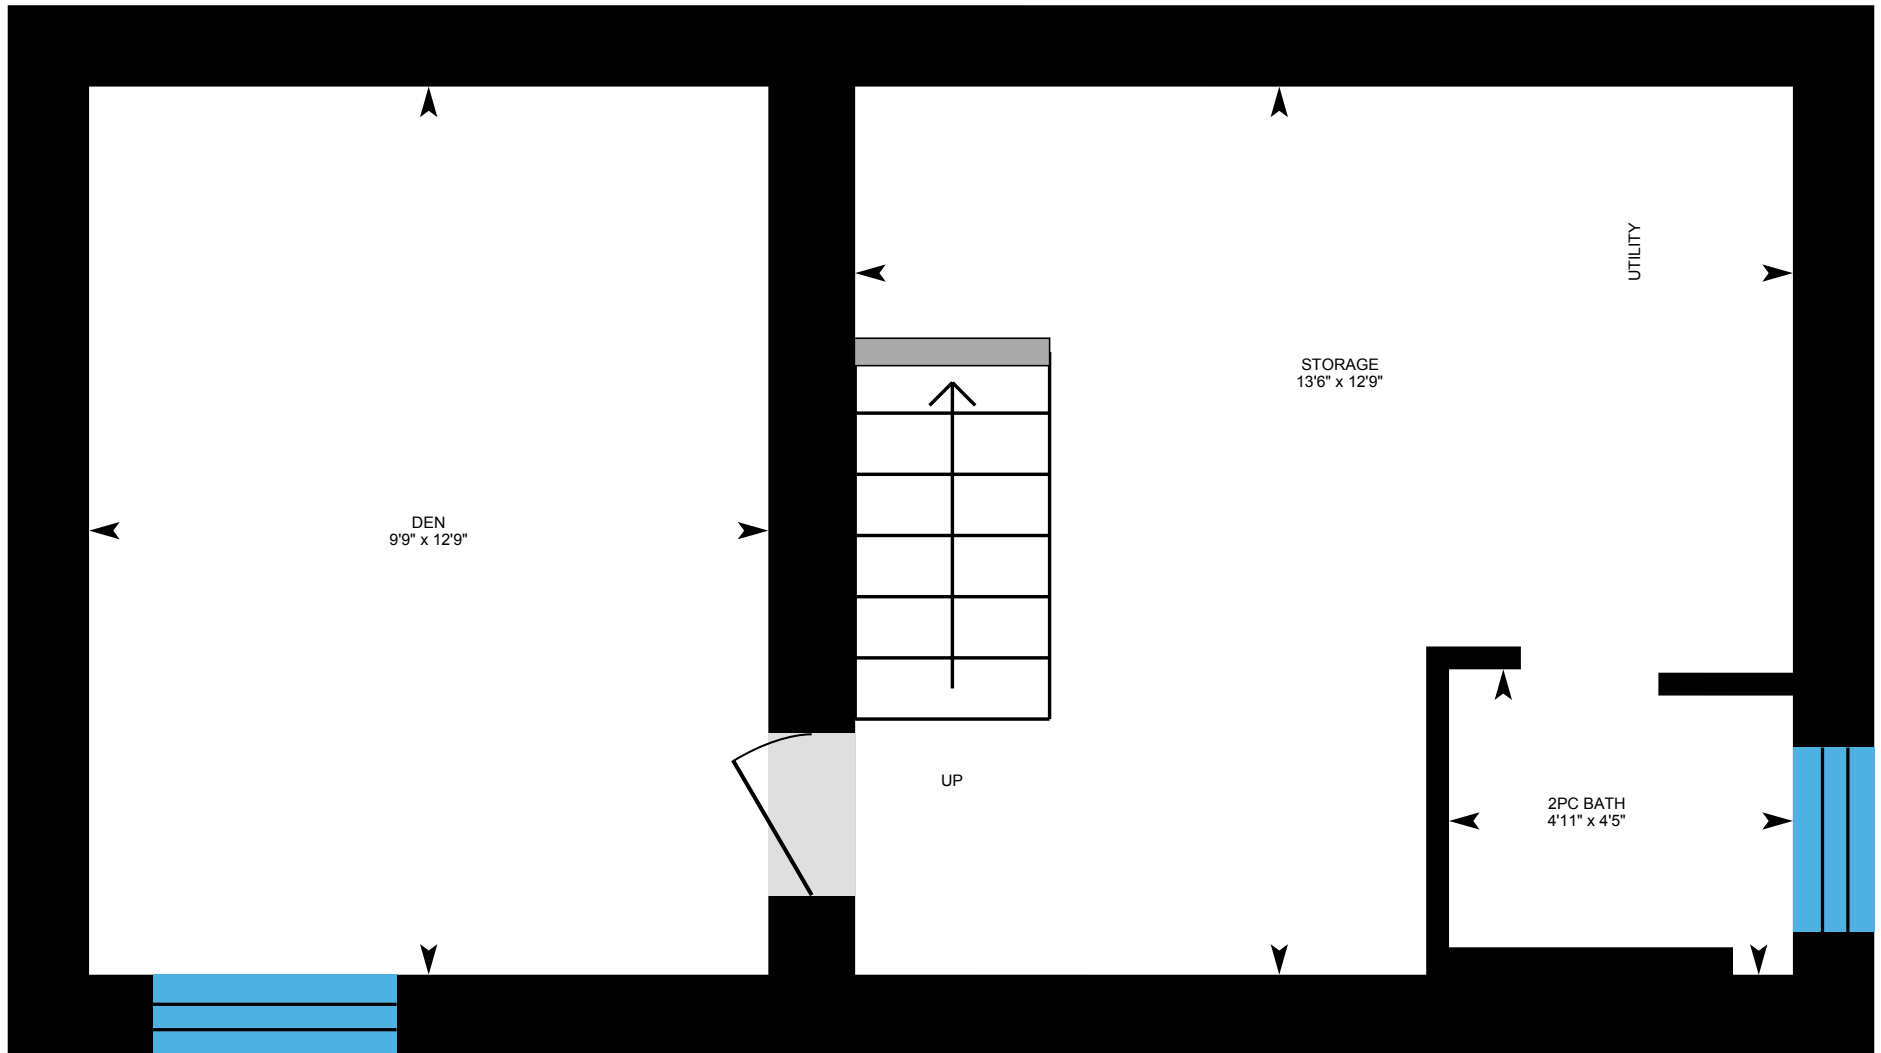 UTILITY
STORAGE
13'6" x 12'9"
DEN
9'9" x 12'9"
UP
2PC BATH
4'11" x 4'5"